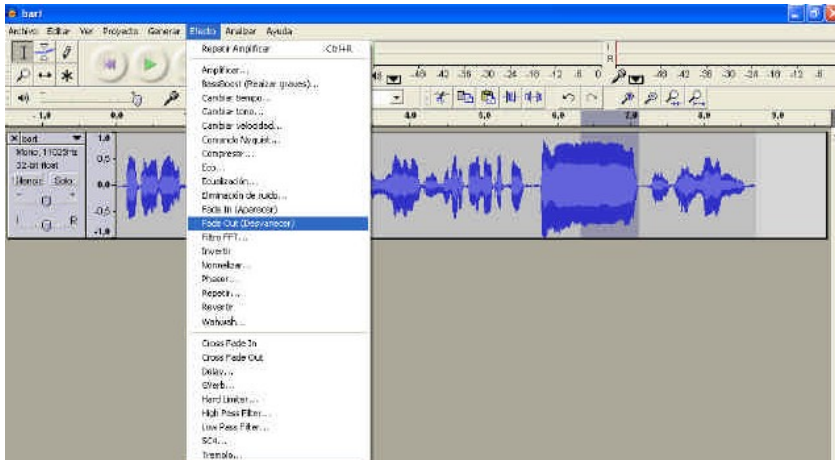 bart
Archivo Editar Ver Proyecto Generar Efecto Analizar Ayuda
Repetir Amplificar Ctrl+R
Amplificar...
BassBoost (Realzar graves)...
Cambiar tiempo...
Cambiar tono...
Cambiar velocidad...
Comando Nyquist...
Compresor...
Eco...
Ecualización...
Eliminación de ruido...
Fade In (Aparecer)
Fade Out (Desvanecer)
Filtro FFT...
Invertir
Normalizar...
Phaser...
Repetir...
Revertir
Wahwah...
Cross Fade In
Cross Fade Out
Delay...
GVerb...
Hard Limiter...
High Pass Filter...
Low Pass Filter...
SC4...
Tremolo...
L
R
-48 -42 -36 -30 -24 -18 -12 -6 0
-48 -42 -36 -30 -24 -18 -12 -6
- 1,0 0,0 4,0 5,0 6,0 7,0 8,0 9,0
bart
Mono, 11025Hz
32-bit float
Solo
- +
L R
1,0
0,5
0,0
-0,5
-1,0